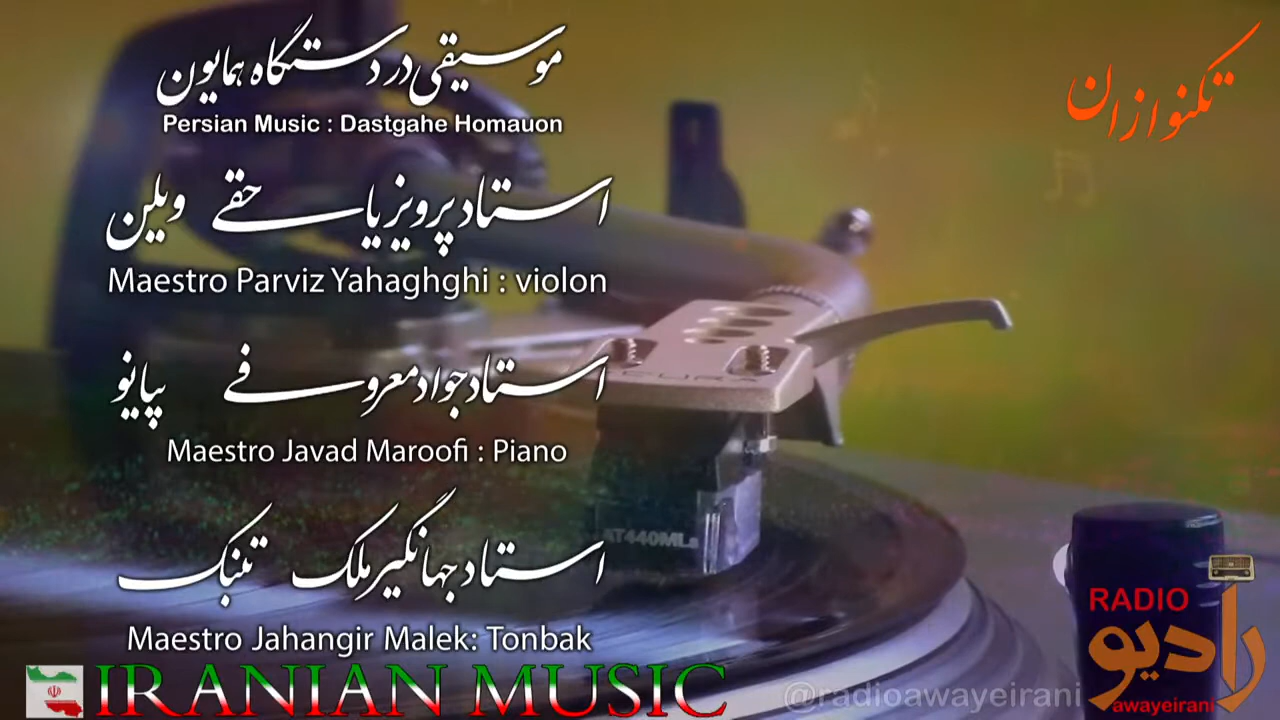 موسیقی در دستگاه همایون
Persian Music : Dastgahe Homauon
تکنوازان
استاد پرویز یاحقی ویلن
Maestro Parviz Yahaghghi : violon
استاد جواد معروفی پیانو
Maestro Javad Maroofi : Piano
استاد جهانگیر ملک تنبک
Maestro Jahangir Malek: Tonbak
IRANIAN MUSIC
@radioawayeirani
RADIO
رادیو
awayeirani
AT440MLa